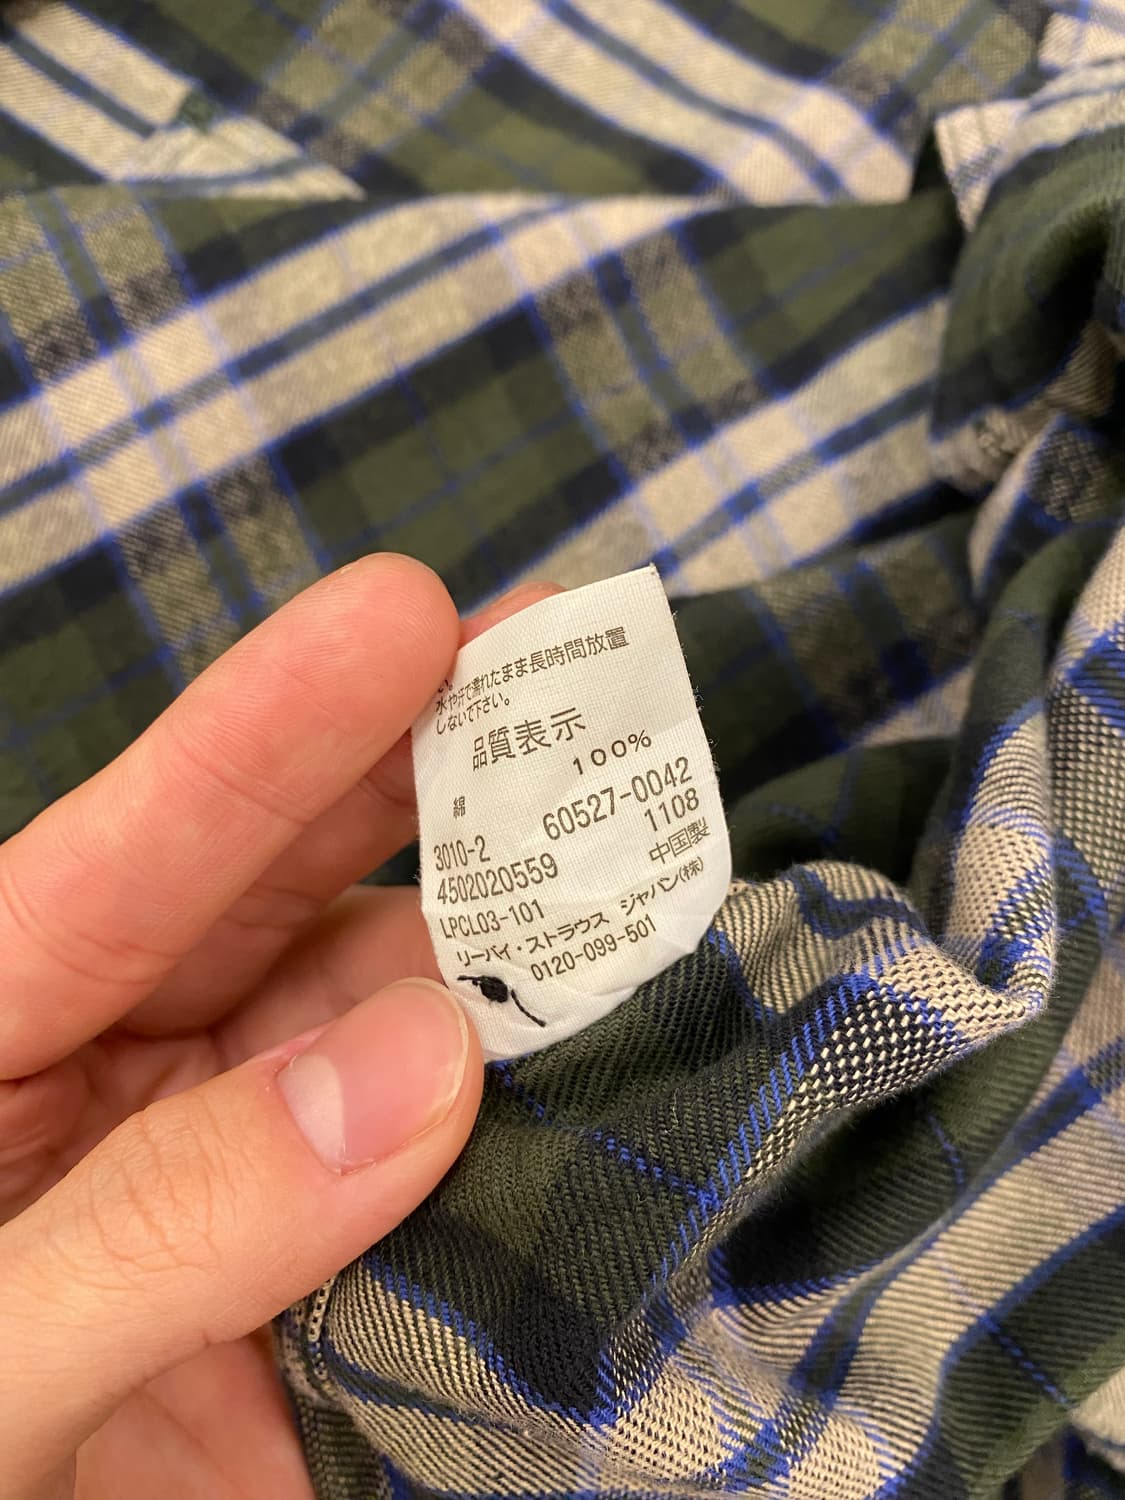 い。
水や汗で濡れたまま長時間放置
しないで下さい。
品質表示
綿 100%
3010-2 60527-0042
4502020559 1108
LPCL03-101 中国製
リーバイ・ストラウス ジャパン(株)
0120-099-501